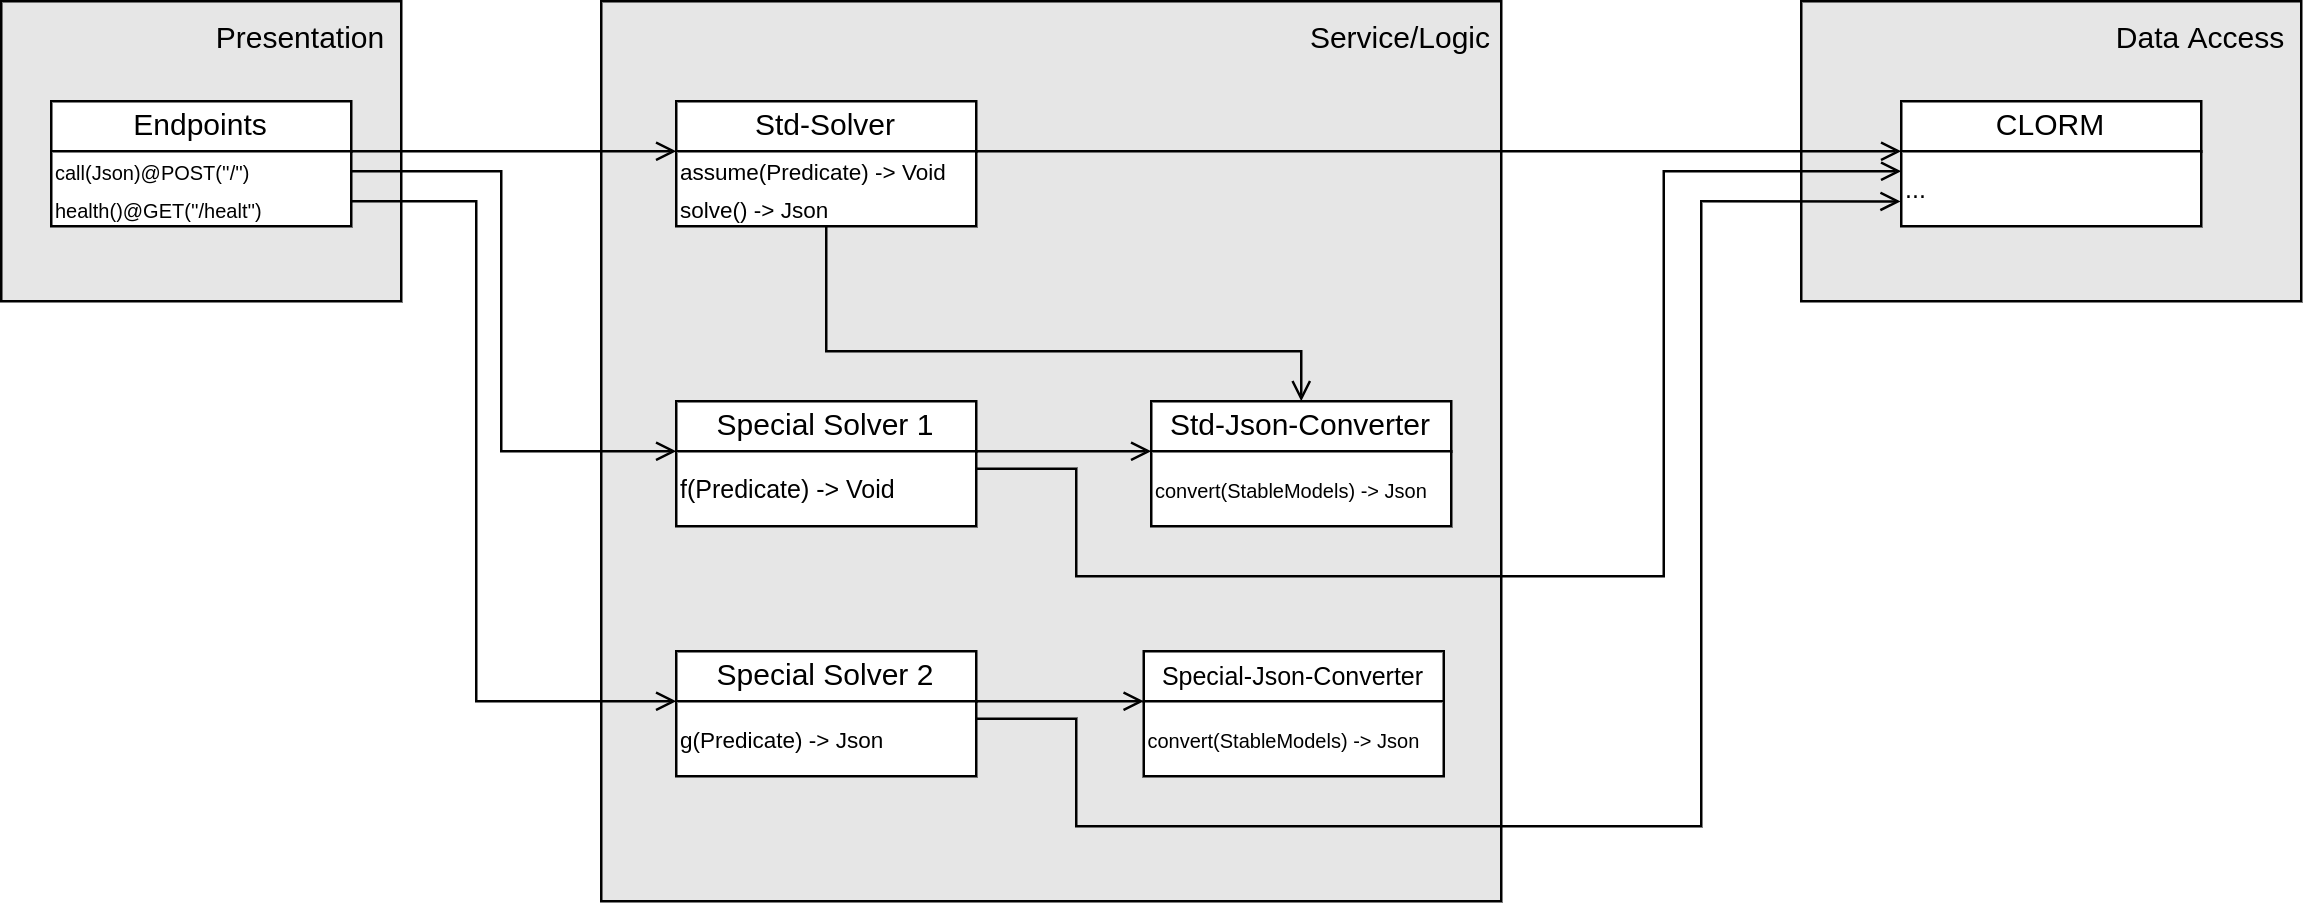 Presentation
Endpoints
call(Json)@POST("/")
health()@GET("/healt")
Service/Logic
Std-Solver
assume(Predicate) -> Void
solve() -> Json
Special Solver 1
f(Predicate) -> Void
Std-Json-Converter
convert(StableModels) -> Json
Special Solver 2
g(Predicate) -> Json
Special-Json-Converter
convert(StableModels) -> Json
Data Access
CLORM
...